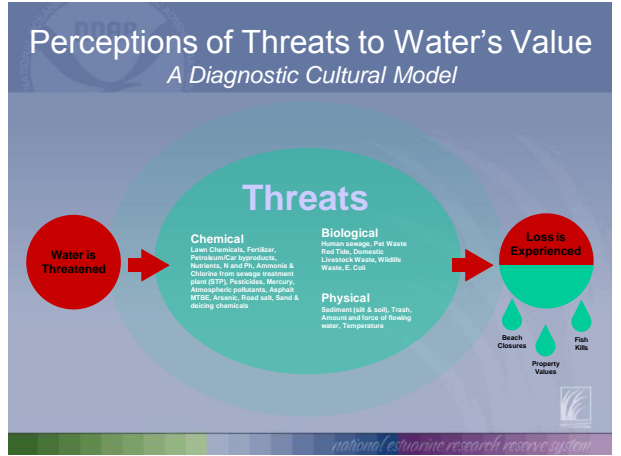 Perceptions of Threats to Water's Value
A Diagnostic Cultural Model
Threats
Water is
Threatened
Chemical
Lawn Chemicals, Fertilizer,
Petroleum/Car byproducts,
Nutrients, N and Ph, Ammonia &
Chlorine from sewage treatment
plant (STP), Pesticides, Mercury,
Atmospheric pollutants, Asphalt
MTBE, Arsenic, Road salt, Sand &
deicing chemicals
Biological
Human sewage, Pet Waste
Red Tide, Domestic
Livestock Waste, Wildlife
Waste, E. Coli
Physical
Sediment (silt & soil), Trash,
Amount and force of flowing
water, Temperature
Loss is
Experienced
Beach
Closures
Property
Values
Fish
Kills
national estuarine research reserve system